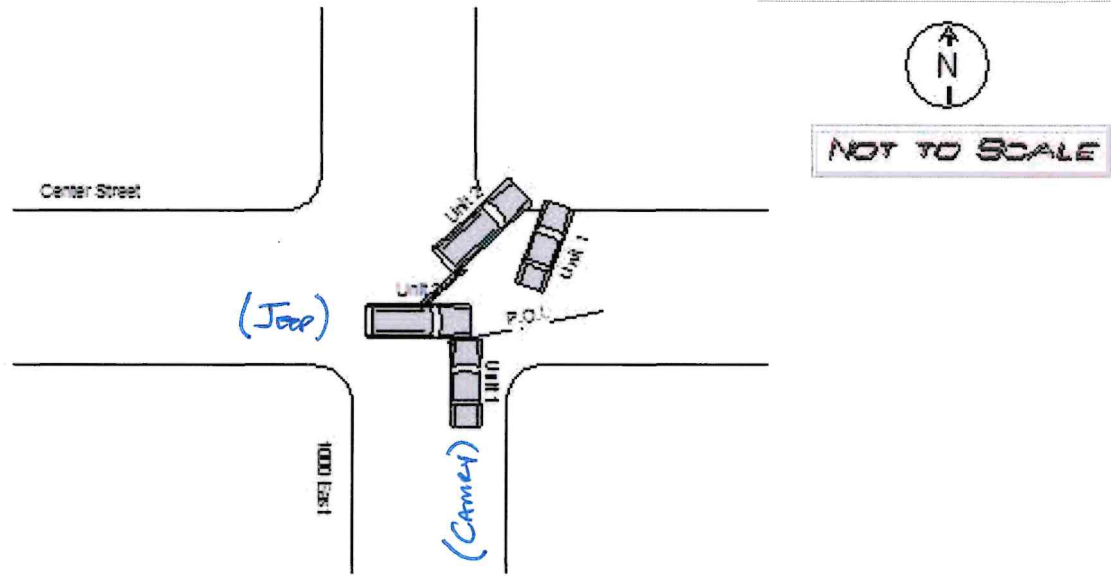 N
NOT TO SCALE
Center Street
Unit 2
Unit 1
Unit 2
(JEEP)
P.O.I.
Unit 1
1000 East
(CAMRY)